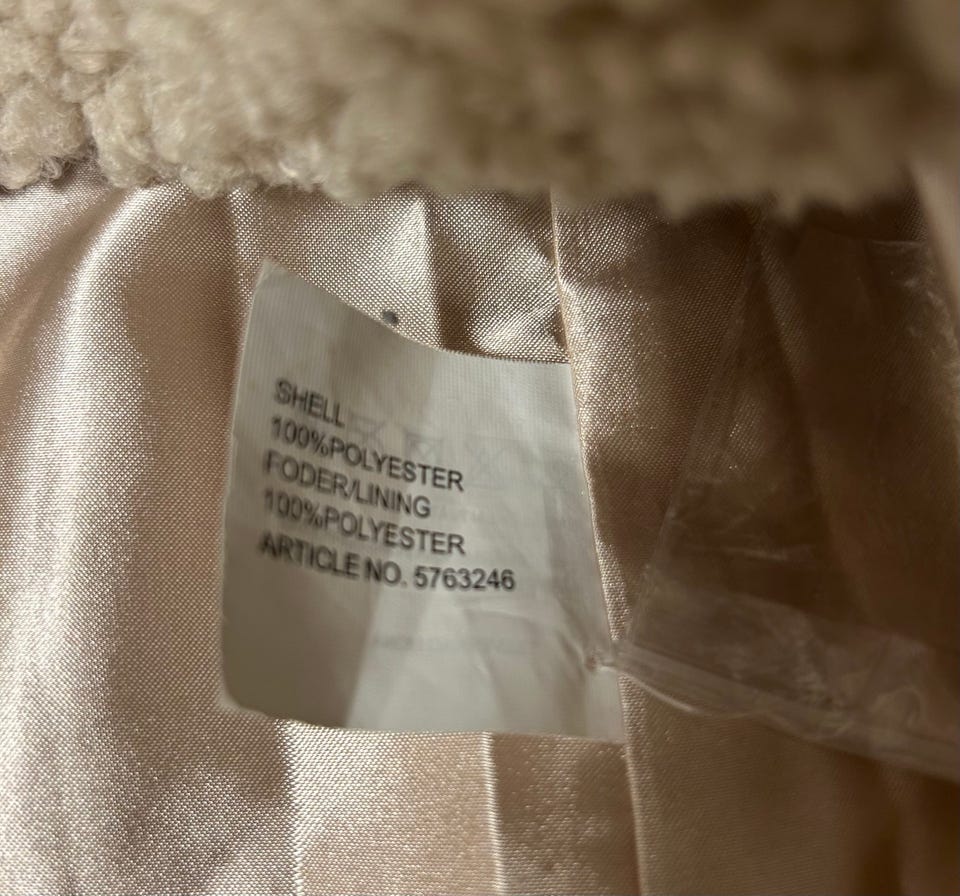 SHELL
100%POLYESTER
FODER/LINING
100%POLYESTER
ARTICLE NO. 5763246